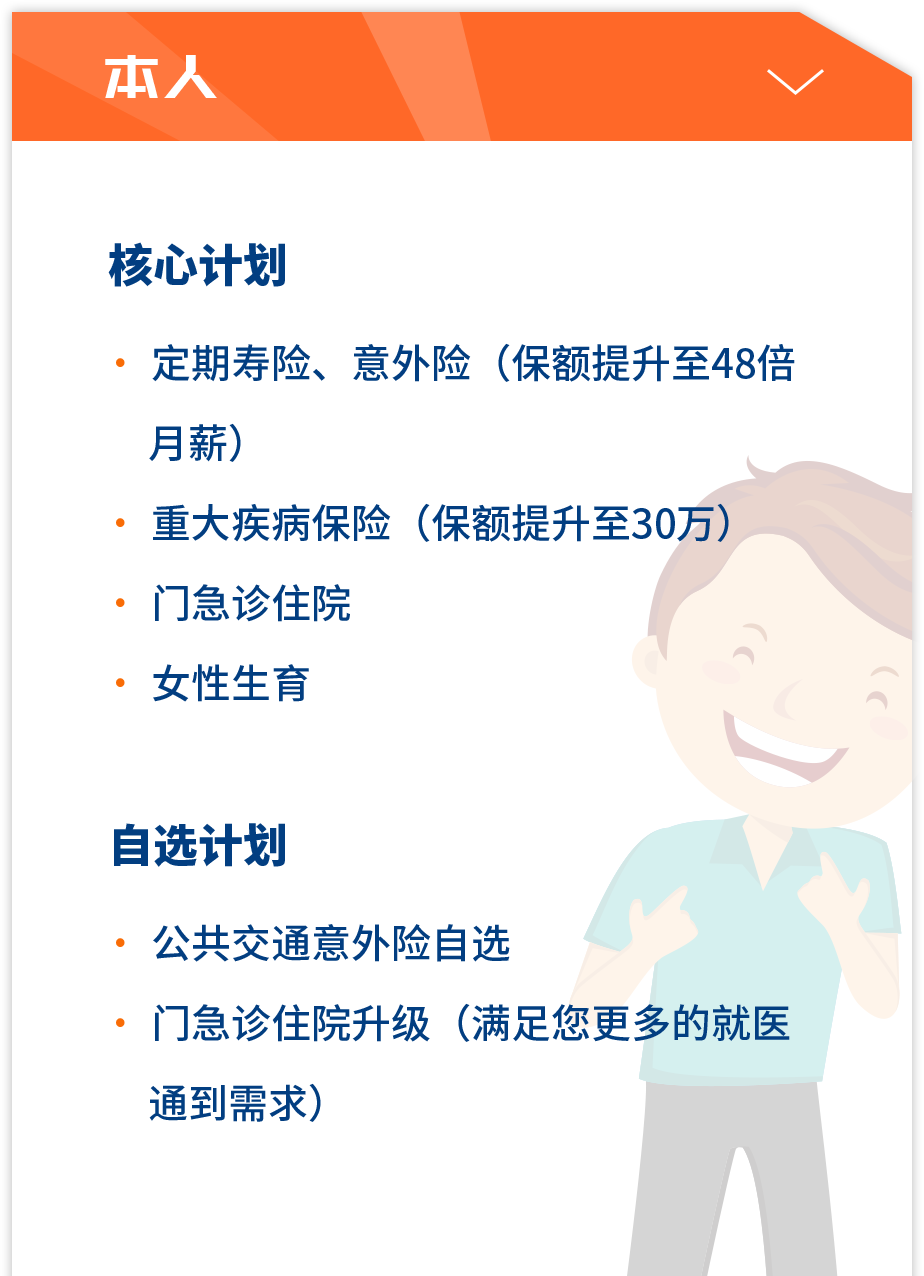 本人
核心计划
• 定期寿险、意外险（保额提升至48倍
月薪）
• 重大疾病保险（保额提升至30万）
• 门急诊住院
• 女性生育
自选计划
• 公共交通意外险自选
• 门急诊住院升级（满足您更多的就医
通到需求）